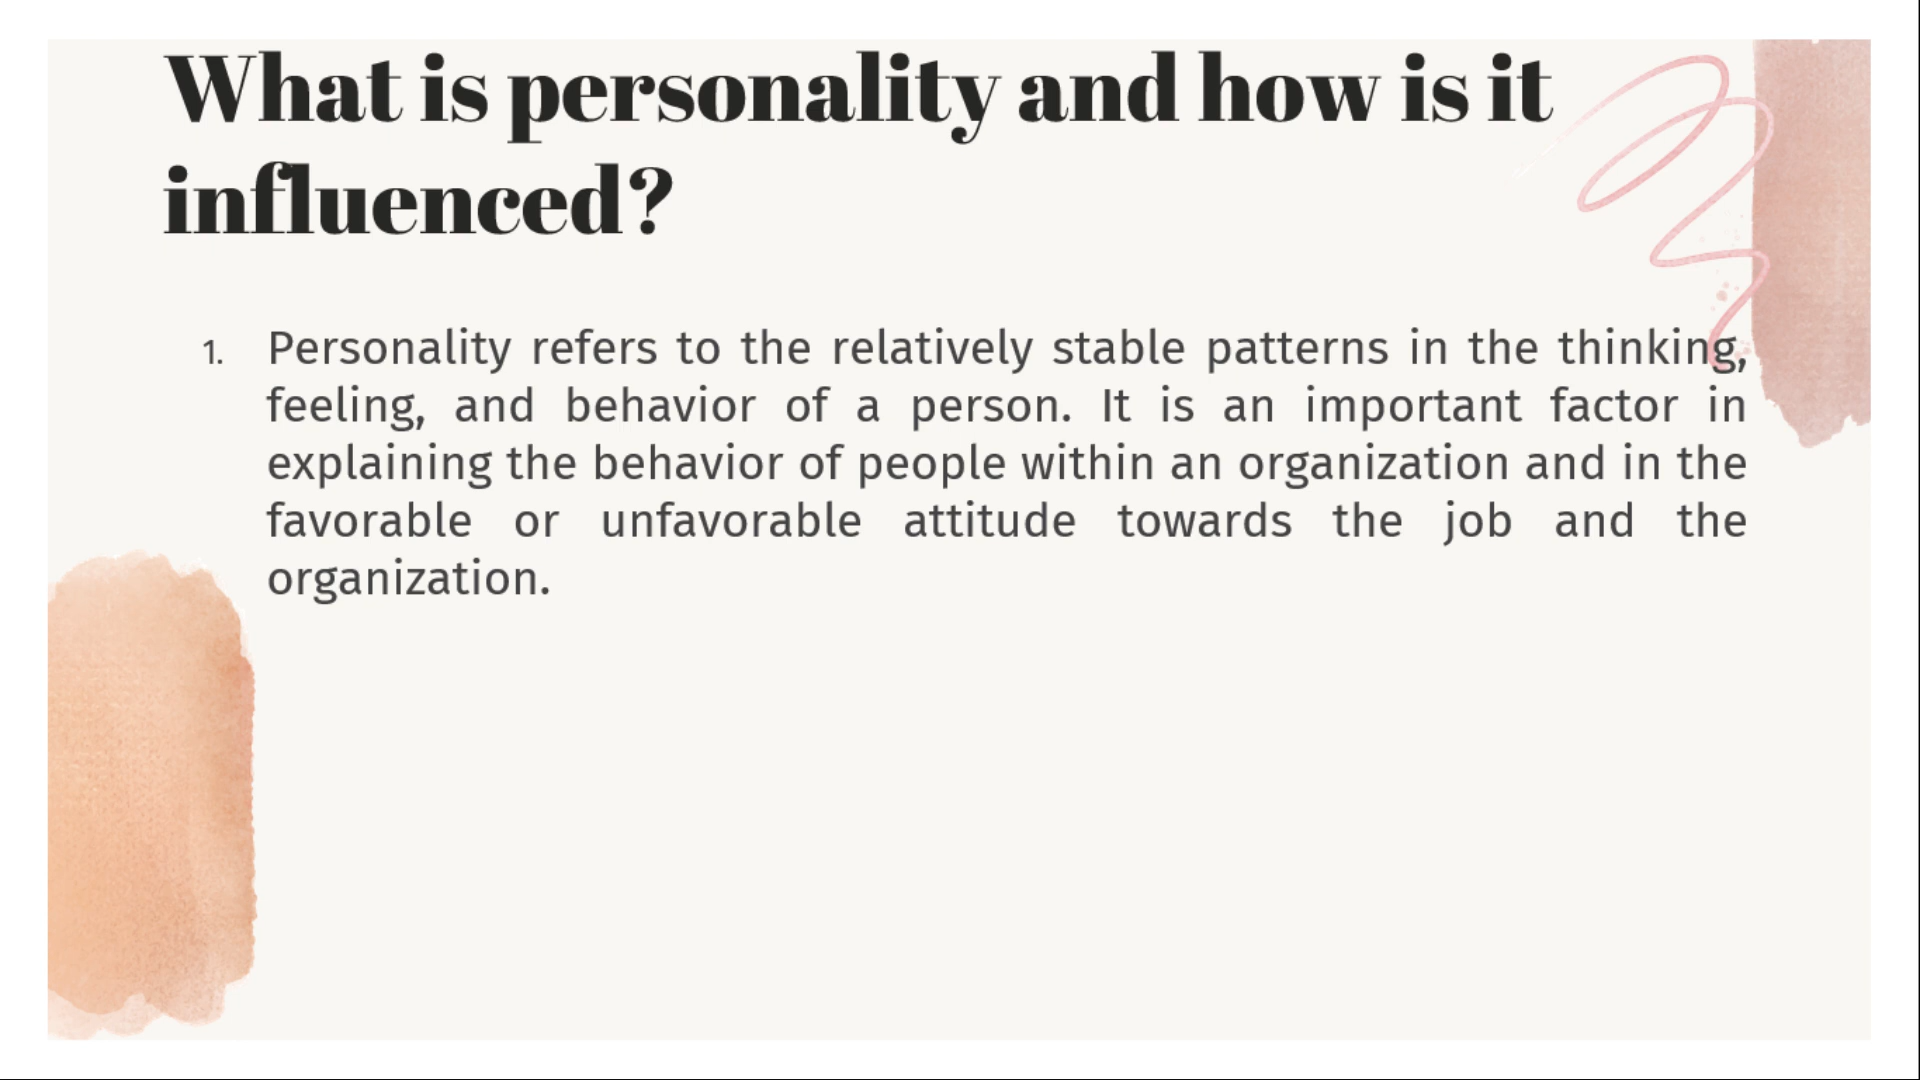 What is personality and how is it
influenced?
1. Personality refers to the relatively stable patterns in the thinking,
feeling, and behavior of a person. It is an important factor in
explaining the behavior of people within an organization and in the
favorable or unfavorable attitude towards the job and the
organization.